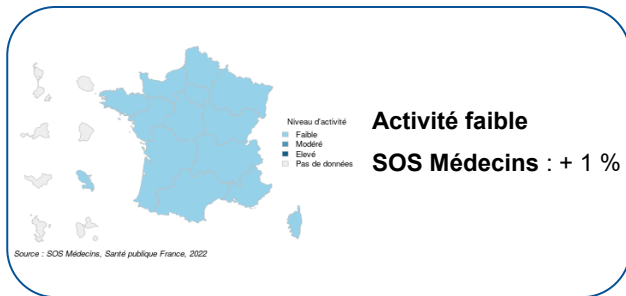 Niveau d'activité
Faible
Modéré
Elevé
Pas de données
Activité faible
SOS Médecins : + 1 %
Source : SOS Médecins, Santé publique France, 2022